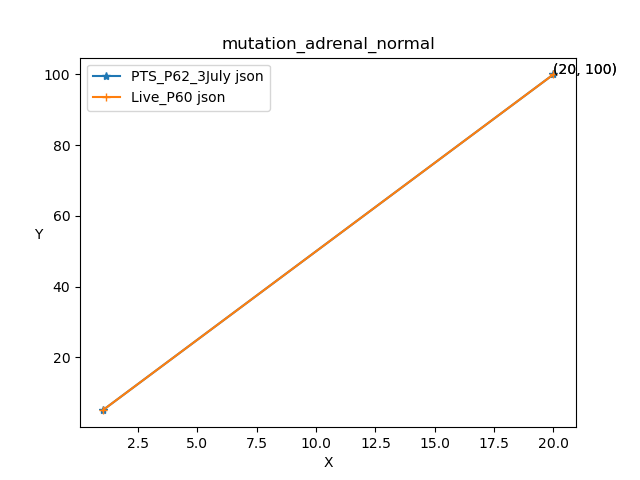 mutation_adrenal_normal
PTS_P62_3July json
Live_P60 json
(20, 100)
100
80
60
40
20
Y
2.5 5.0 7.5 10.0 12.5 15.0 17.5 20.0
X